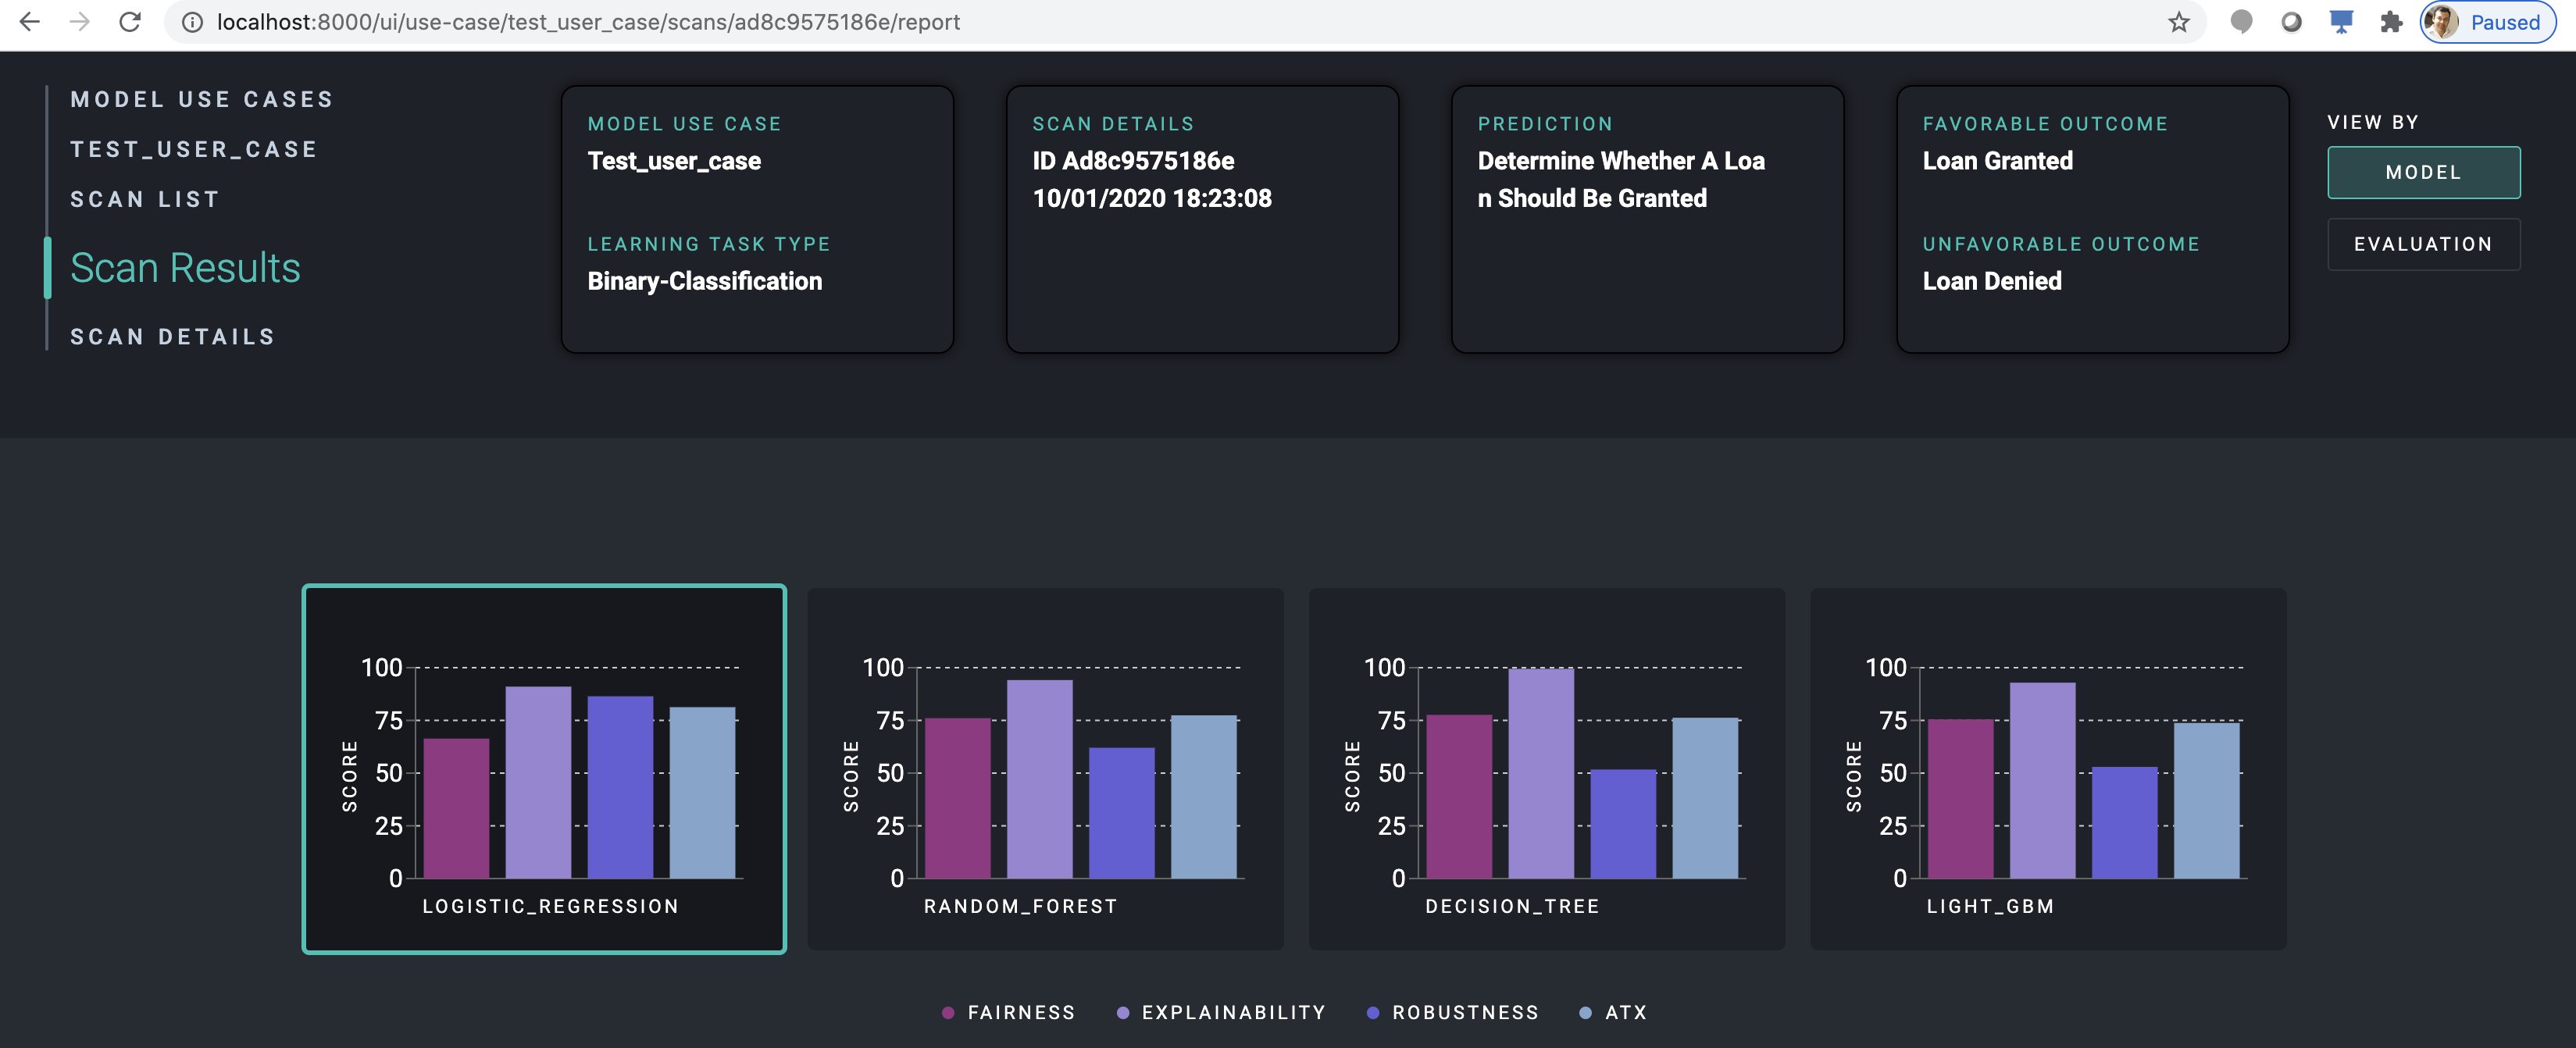 localhost:8000/ui/use-case/test_user_case/scans/ad8c9575186e/report
Paused
MODEL USE CASES
TEST_USER_CASE
SCAN LIST
Scan Results
SCAN DETAILS
MODEL USE CASE
Test_user_case
LEARNING TASK TYPE
Binary-Classification
SCAN DETAILS
ID Ad8c9575186e
10/01/2020 18:23:08
PREDICTION
Determine Whether A Loa
n Should Be Granted
FAVORABLE OUTCOME
Loan Granted
UNFAVORABLE OUTCOME
Loan Denied
VIEW BY
MODEL
EVALUATION
100
75
50
25
0
SCORE
LOGISTIC_REGRESSION
100
75
50
25
0
SCORE
RANDOM_FOREST
100
75
50
25
0
SCORE
DECISION_TREE
100
75
50
25
0
SCORE
LIGHT_GBM
FAIRNESS
EXPLAINABILITY
ROBUSTNESS
ATX